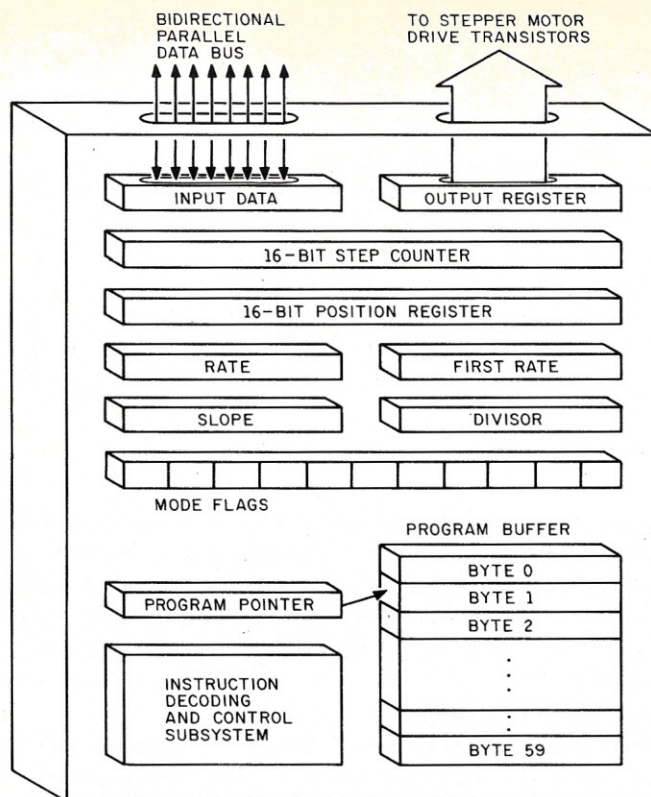 BIDIRECTIONAL
PARALLEL
DATA BUS
TO STEPPER MOTOR
DRIVE TRANSISTORS
INPUT DATA
OUTPUT REGISTER
16-BIT STEP COUNTER
16-BIT POSITION REGISTER
RATE
FIRST RATE
SLOPE
DIVISOR
MODE FLAGS
PROGRAM BUFFER
BYTE 0
PROGRAM POINTER
BYTE 1
BYTE 2
INSTRUCTION
DECODING
AND CONTROL
SUBSYSTEM
BYTE 59